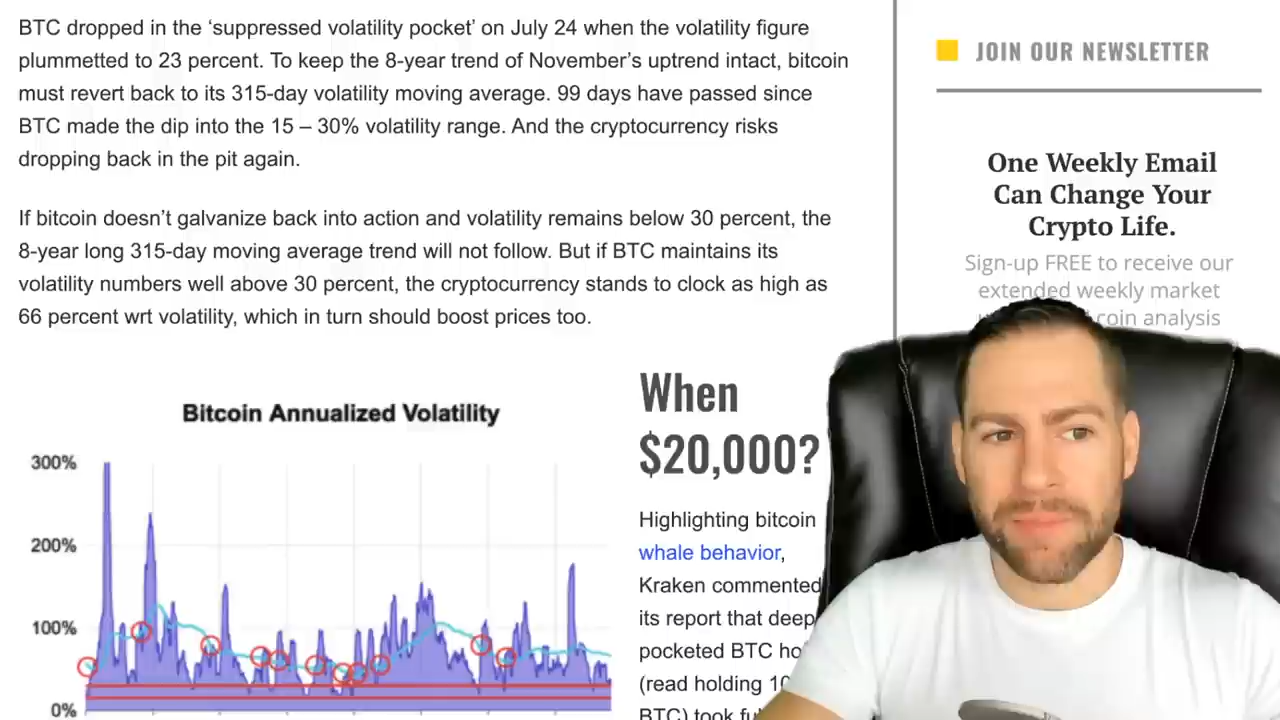 BTC dropped in the ‘suppressed volatility pocket’ on July 24 when the volatility figure
plummetted to 23 percent. To keep the 8-year trend of November’s uptrend intact, bitcoin
must revert back to its 315-day volatility moving average. 99 days have passed since
BTC made the dip into the 15 – 30% volatility range. And the cryptocurrency risks
dropping back in the pit again.
If bitcoin doesn’t galvanize back into action and volatility remains below 30 percent, the
8-year long 315-day moving average trend will not follow. But if BTC maintains its
volatility numbers well above 30 percent, the cryptocurrency stands to clock as high as
66 percent wrt volatility, which in turn should boost prices too.
Bitcoin Annualized Volatility
300%
200%
100%
0%
When
$20,000?
Highlighting bitcoin
whale behavior,
Kraken commented
its report that deep
pocketed BTC
(read holding
BTC) took
JOIN OUR NEWSLETTER
One Weekly Email
Can Change Your
Crypto Life.
Sign-up FREE to receive our
extended weekly market
coin analysis